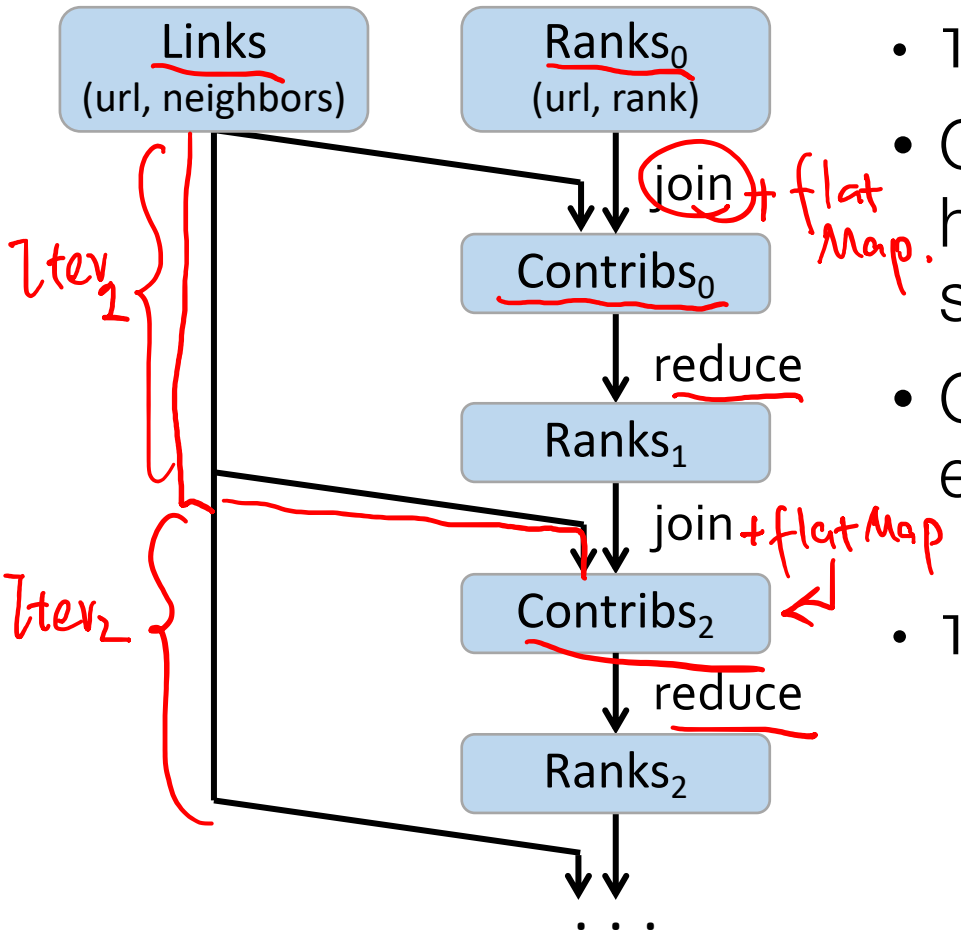 Links
(url, neighbors)
Ranks₀
(url, rank)
join + flat Map.
Iter₁
Contribs₀
reduce
Ranks₁
join + flatMap
Iter₂
Contribs₂
reduce
Ranks₂
. . .